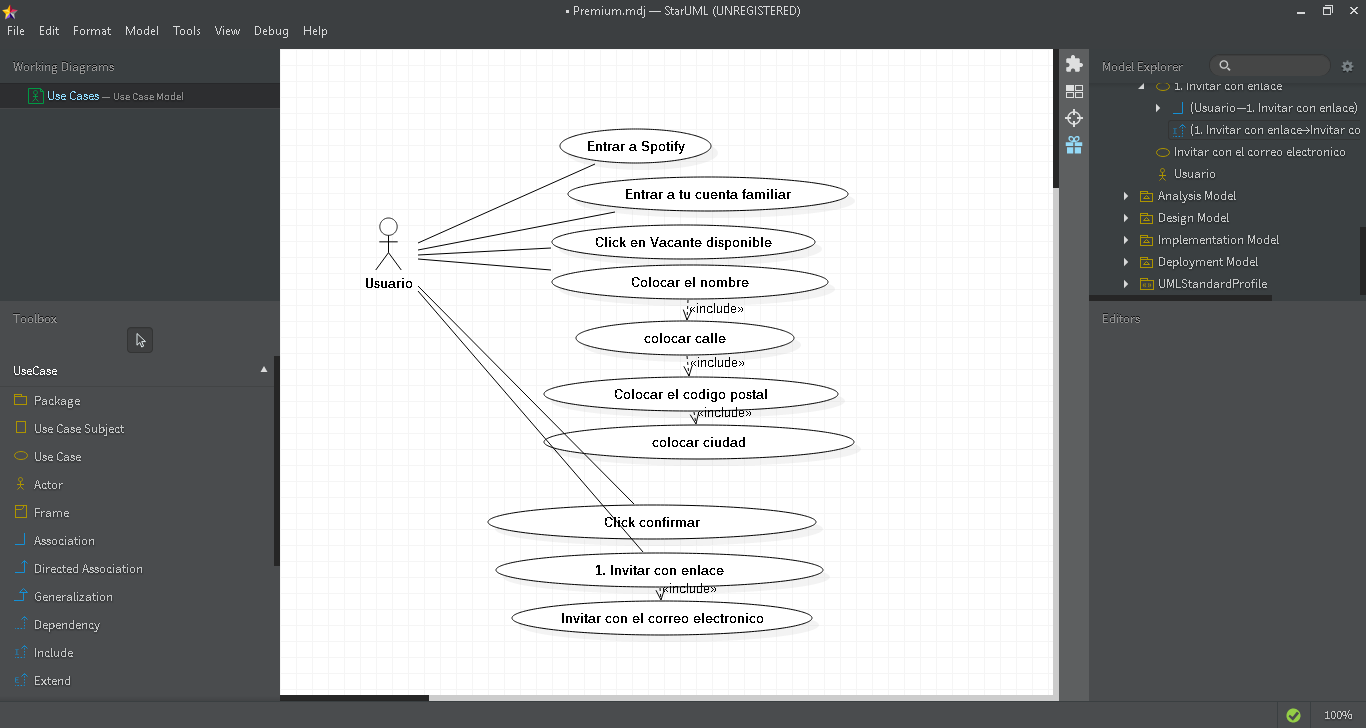 • Premium.mdj — StarUML (UNREGISTERED)
File Edit Format Model Tools View Debug Help
Working Diagrams
Use Cases — Use Case Model
Toolbox
UseCase
Package
Use Case Subject
Use Case
Actor
Frame
Association
Directed Association
Generalization
Dependency
Include
Extend
Entrar a Spotify
Entrar a tu cuenta familiar
Click en Vacante disponible
Usuario
Colocar el nombre
«include»
colocar calle
«include»
Colocar el codigo postal
«include»
colocar ciudad
Click confirmar
1. Invitar con enlace
«include»
Invitar con el correo electronico
Model Explorer
1. Invitar con enlace
(Usuario—1. Invitar con enlace)
(1. Invitar con enlace→Invitar co
Invitar con el correo electronico
Usuario
Analysis Model
Design Model
Implementation Model
Deployment Model
UMLStandardProfile
Editors
100%